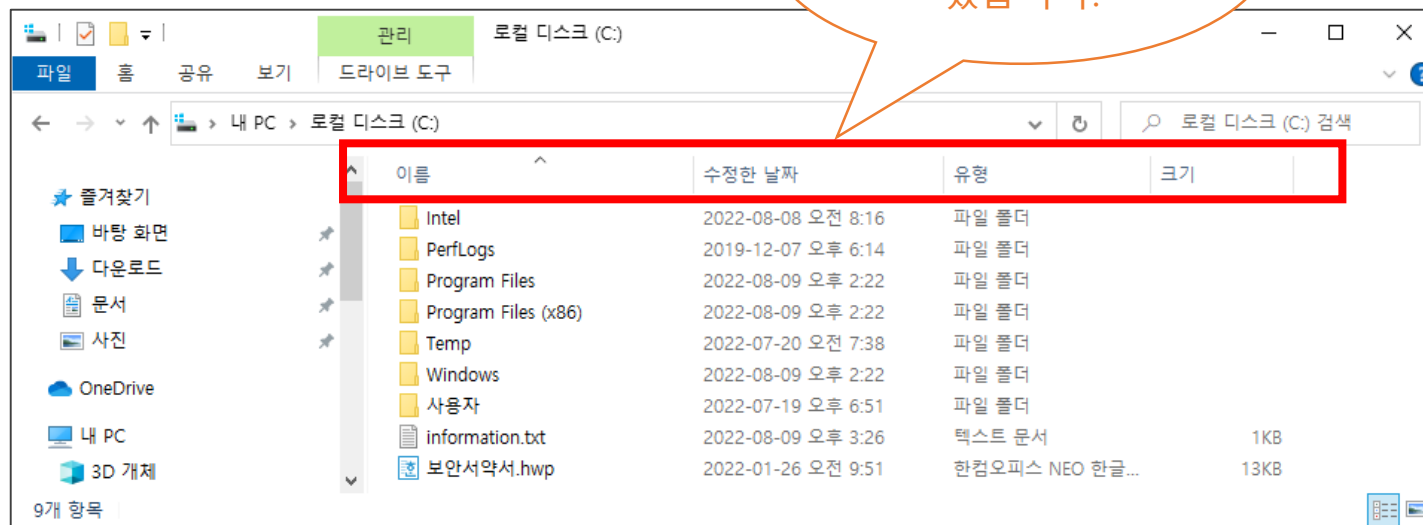 관리 로컬 디스크 (C:)
파일 홈 공유 보기 드라이브 도구
내 PC › 로컬 디스크 (C:) 로컬 디스크 (C:) 검색
이름 수정한 날짜 유형 크기
즐겨찾기
바탕 화면
다운로드
문서
사진
OneDrive
내 PC
3D 개체
Intel 2022-08-08 오전 8:16 파일 폴더
PerfLogs 2019-12-07 오후 6:14 파일 폴더
Program Files 2022-08-09 오후 2:22 파일 폴더
Program Files (x86) 2022-08-09 오후 2:22 파일 폴더
Temp 2022-07-20 오전 7:38 파일 폴더
Windows 2022-08-09 오후 2:22 파일 폴더
사용자 2022-07-19 오후 6:51 파일 폴더
information.txt 2022-08-09 오후 3:26 텍스트 문서 1KB
보안서약서.hwp 2022-01-26 오전 9:51 한컴오피스 NEO 한글... 13KB
9개 항목